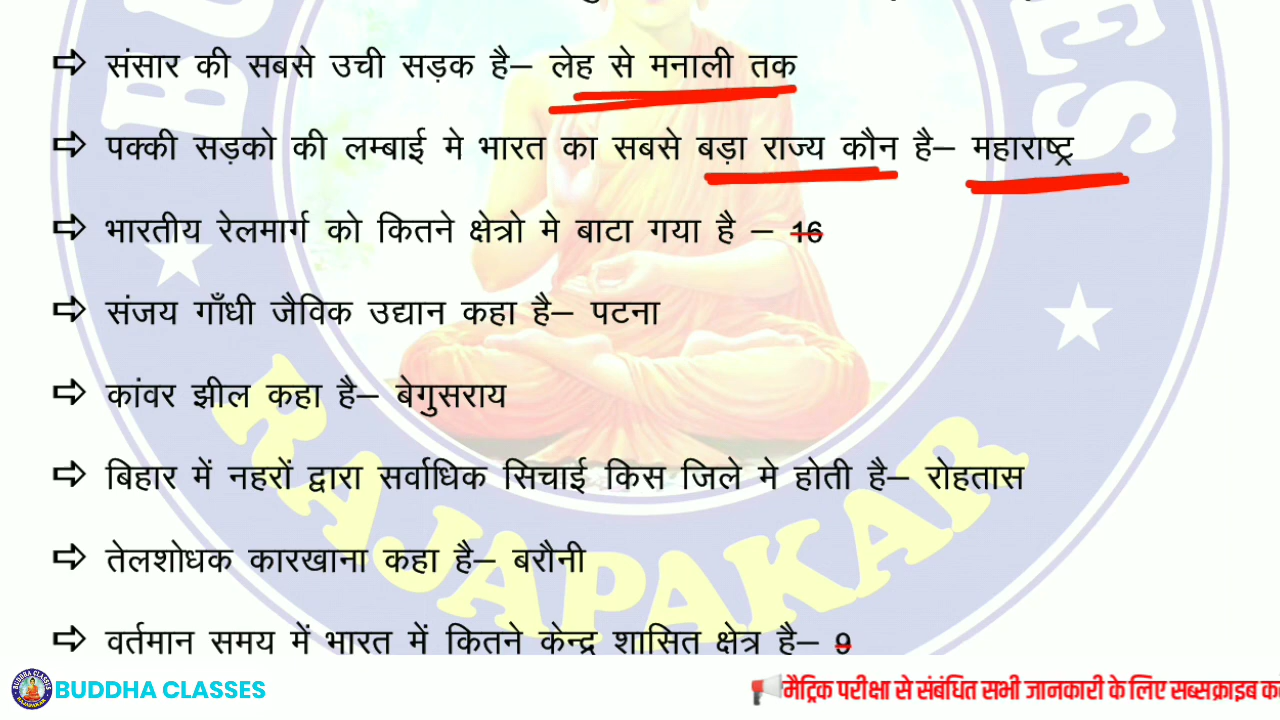 ⇨ संसार की सबसे उची सड़क है– लेह से मनाली तक
⇨ पक्की सड़को की लम्बाई मे भारत का सबसे बड़ा राज्य कौन है– महाराष्ट्र
⇨ भारतीय रेलमार्ग को कितने क्षेत्रो मे बाटा गया है – 16
⇨ संजय गाँधी जैविक उद्यान कहा है– पटना
⇨ कांवर झील कहा है– बेगुसराय
⇨ बिहार में नहरों द्वारा सर्वाधिक सिचाई किस जिले मे होती है– रोहतास
⇨ तेलशोधक कारखाना कहा है– बरौनी
⇨ वर्तमान समय में भारत में कितने केन्द्र शासित क्षेत्र है– 9
RAJAPAKAR
BUDDHA CLASSES
मैट्रिक परीक्षा से संबंधित सभी जानकारी के लिए सब्सक्राइब